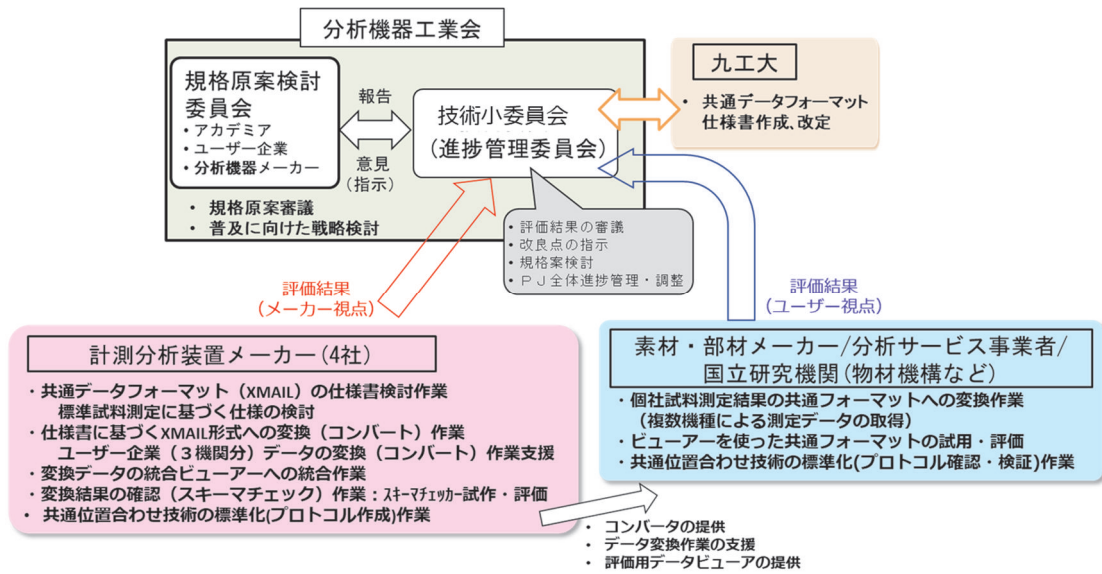 分析機器工業会
規格原案検討
委員会
• アカデミア
• ユーザー企業
• 分析機器メーカー
報告
意見
(指示)
技術小委員会
(進捗管理委員会)
• 規格原案審議
• 普及に向けた戦略検討
• 評価結果の審議
• 改良点の指示
• 規格案検討
• ＰＪ全体進捗管理・調整
九工大
• 共通データフォーマット
仕様書作成、改定
評価結果
(メーカー視点)
評価結果
(ユーザー視点)
計測分析装置メーカー(4社)
・共通データフォーマット（XMAIL）の仕様書検討作業
標準試料測定に基づく仕様の検討
・仕様書に基づくXMAIL形式への変換（コンバート）作業
ユーザー企業（３機関分）データの変換（コンバート）作業支援
・変換データの統合ビューアーへの統合作業
・変換結果の確認（スキーマチェック）作業：ｽｷｰﾏﾁｪｯｶｰ試作・評価
・共通位置合わせ技術の標準化(プロトコル作成)作業
素材・部材メーカー/分析サービス事業者/
国立研究機関(物材機構など)
・個社試料測定結果の共通フォーマットへの変換作業
（複数機種による測定データの取得）
・ビューアーを使った共通フォーマットの試用・評価
・共通位置合わせ技術の標準化(プロトコル確認・検証)作業
• コンバータの提供
• データ変換作業の支援
• 評価用データビューアの提供